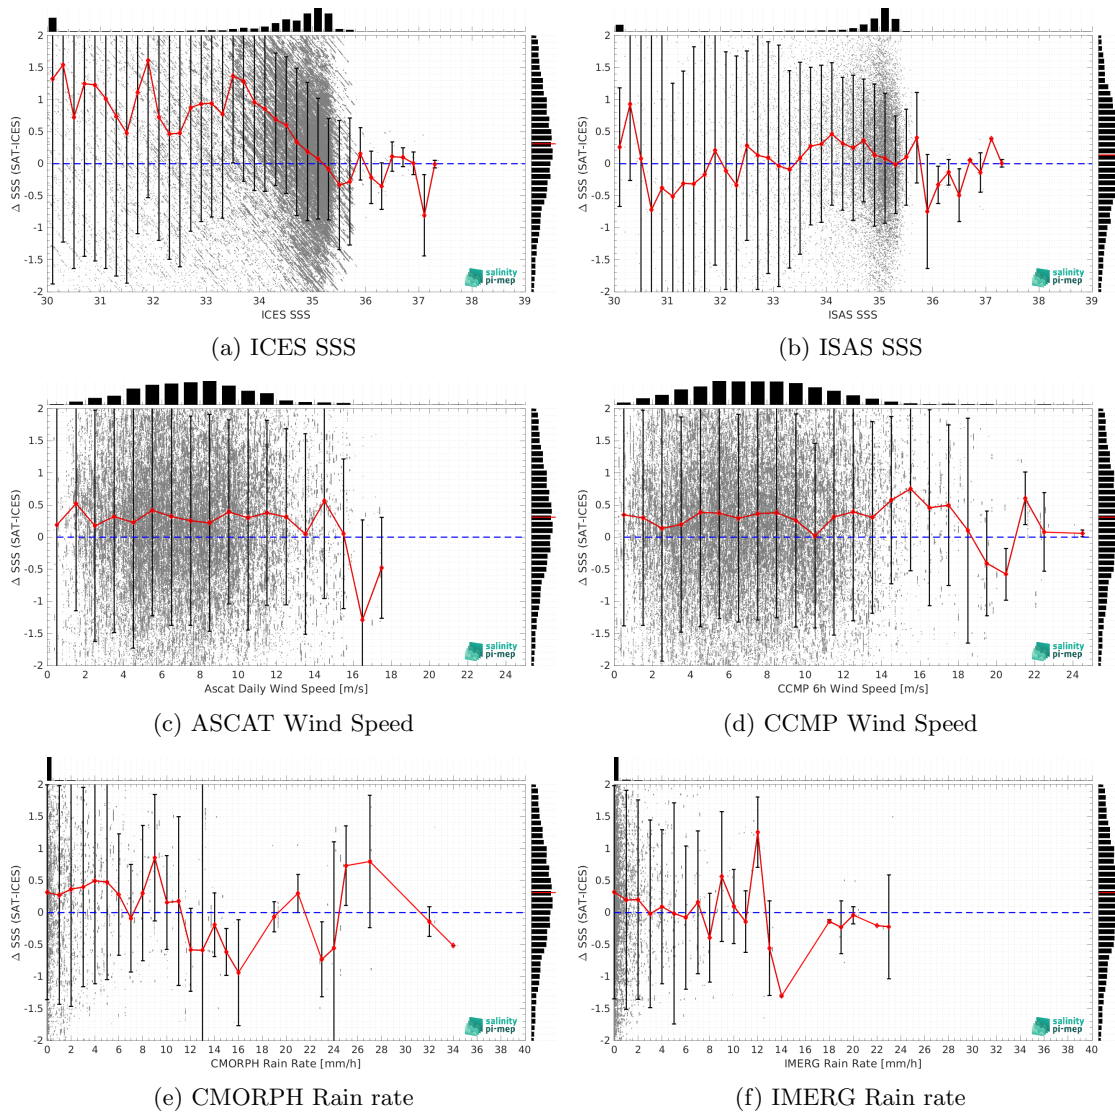 2
1.5
1
0.5
0
-0.5
-1
-1.5
-2
Δ SSS (SAT-ICES)
30 31 32 33 34 35 36 37 38 39
ICES SSS
salinity
pi-mep
(a) ICES SSS
2
1.5
1
0.5
0
-0.5
-1
-1.5
-2
Δ SSS (SAT-ICES)
30 31 32 33 34 35 36 37 38 39
ISAS SSS
salinity
pi-mep
(b) ISAS SSS
2
1.5
1
0.5
0
-0.5
-1
-1.5
-2
Δ SSS (SAT-ICES)
0 2 4 6 8 10 12 14 16 18 20 22 24
Ascat Daily Wind Speed [m/s]
salinity
pi-mep
(c) ASCAT Wind Speed
2
1.5
1
0.5
0
-0.5
-1
-1.5
-2
Δ SSS (SAT-ICES)
0 2 4 6 8 10 12 14 16 18 20 22 24
CCMP 6h Wind Speed [m/s]
salinity
pi-mep
(d) CCMP Wind Speed
2
1.5
1
0.5
0
-0.5
-1
-1.5
-2
Δ SSS (SAT-ICES)
0 2 4 6 8 10 12 14 16 18 20 22 24 26 28 30 32 34 36 38 40
CMORPH Rain Rate [mm/h]
salinity
pi-mep
(e) CMORPH Rain rate
2
1.5
1
0.5
0
-0.5
-1
-1.5
-2
Δ SSS (SAT-ICES)
0 2 4 6 8 10 12 14 16 18 20 22 24 26 28 30 32 34 36 38 40
IMERG Rain Rate [mm/h]
salinity
pi-mep
(f) IMERG Rain rate